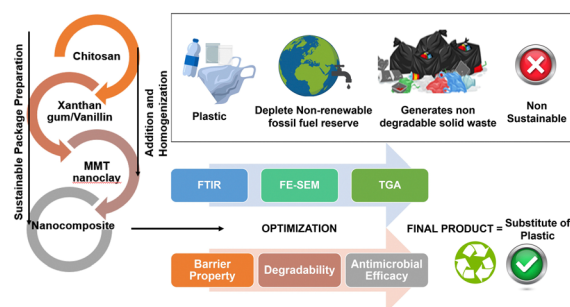 Sustainable Package Preparation
Chitosan
Xanthan
gum/Vanillin
MMT
nanoclay
Nanocomposite
Addition and
Homogenization
Plastic
Deplete Non-renewable
fossil fuel reserve
Generates non
degradable solid waste
Non
Sustainable
FTIR
FE-SEM
TGA
OPTIMIZATION
FINAL PRODUCT =
Substitute of
Plastic
Barrier
Property
Degradability
Antimicrobial
Efficacy